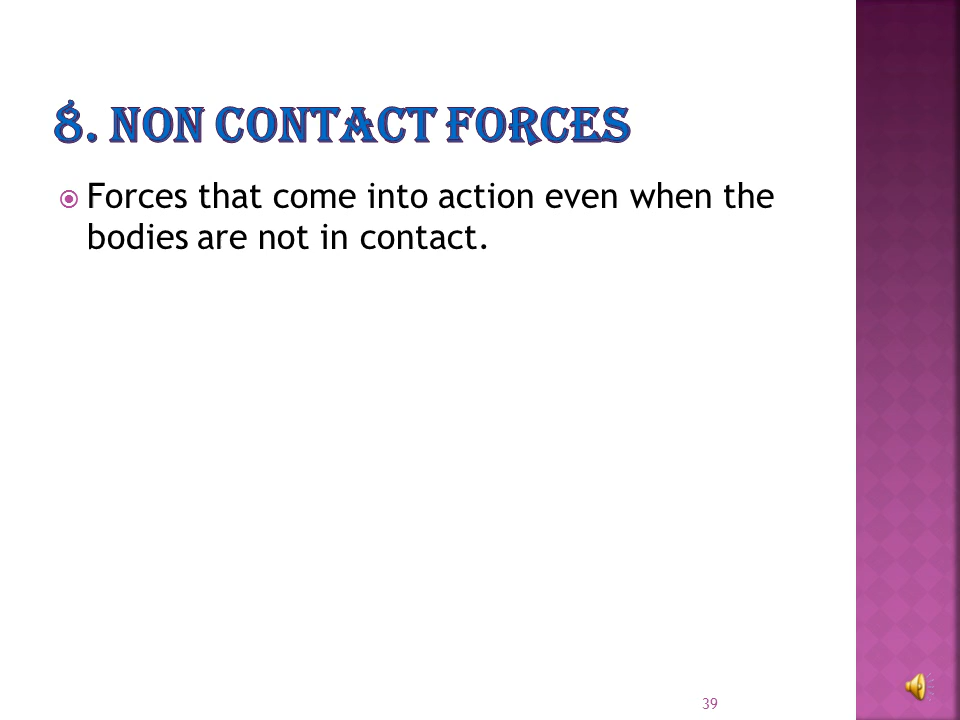 8. NON CONTACT FORCES
Forces that come into action even when the
bodies are not in contact.
39